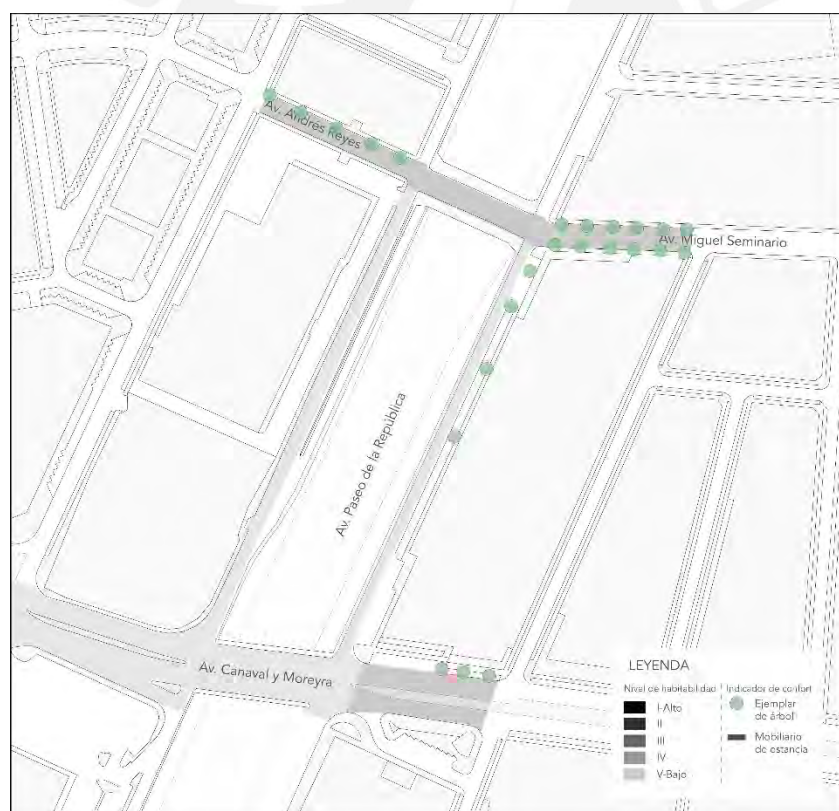 Av. Andres Reyes
Av. Miguel Seminario
Av. Paseo de la República
Av. Canaval y Moreyra
LEYENDA
Nivel de habitabilidad
I-Alto
II
III
IV
V-Bajo
Indicador de confort
Ejemplar
de árbol
Mobiliario
de estancia